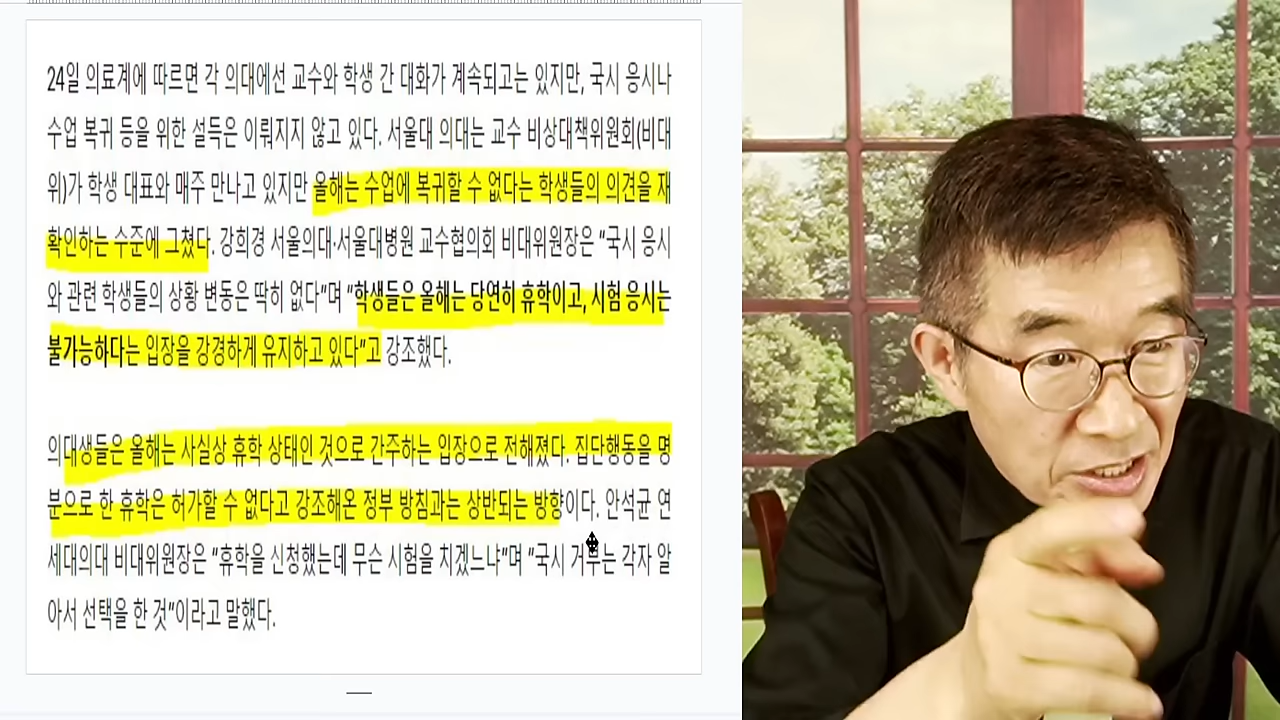 24일 의료계에 따르면 각 의대에선 교수와 학생 간 대화가 계속되고는 있지만, 국시 응시나
수업 복귀 등을 위한 설득은 이뤄지지 않고 있다. 서울대 의대는 교수 비상대책위원회(비대
위)가 학생 대표와 매주 만나고 있지만 올해는 수업에 복귀할 수 없다는 학생들의 의견을 재
확인하는 수준에 그쳤다. 강희경 서울의대·서울대병원 교수협의회 비대위원장은 “국시 응시
와 관련 학생들의 상황 변동은 딱히 없다”며 “학생들은 올해는 당연히 휴학이고, 시험 응시는
불가능하다는 입장을 강경하게 유지하고 있다”고 강조했다.
의대생들은 올해는 사실상 휴학 상태인 것으로 간주하는 입장으로 전해졌다. 집단행동을 명
분으로 한 휴학은 허가할 수 없다고 강조해온 정부 방침과는 상반되는 방향이다. 안석균 연
세대의대 비대위원장은 “휴학을 신청했는데 무슨 시험을 치겠느냐”며 “국시 거부는 각자 알
아서 선택을 한 것”이라고 말했다.